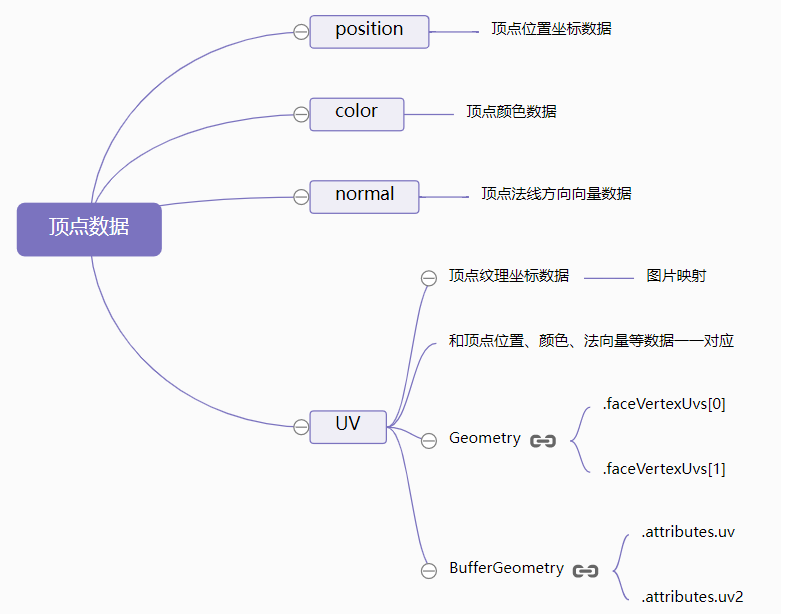 position
顶点位置坐标数据
color
顶点颜色数据
normal
顶点法线方向向量数据
顶点数据
顶点纹理坐标数据
图片映射
和顶点位置、颜色、法向量等数据一一对应
UV
.faceVertexUvs[0]
Geometry
.faceVertexUvs[1]
.attributes.uv
BufferGeometry
.attributes.uv2